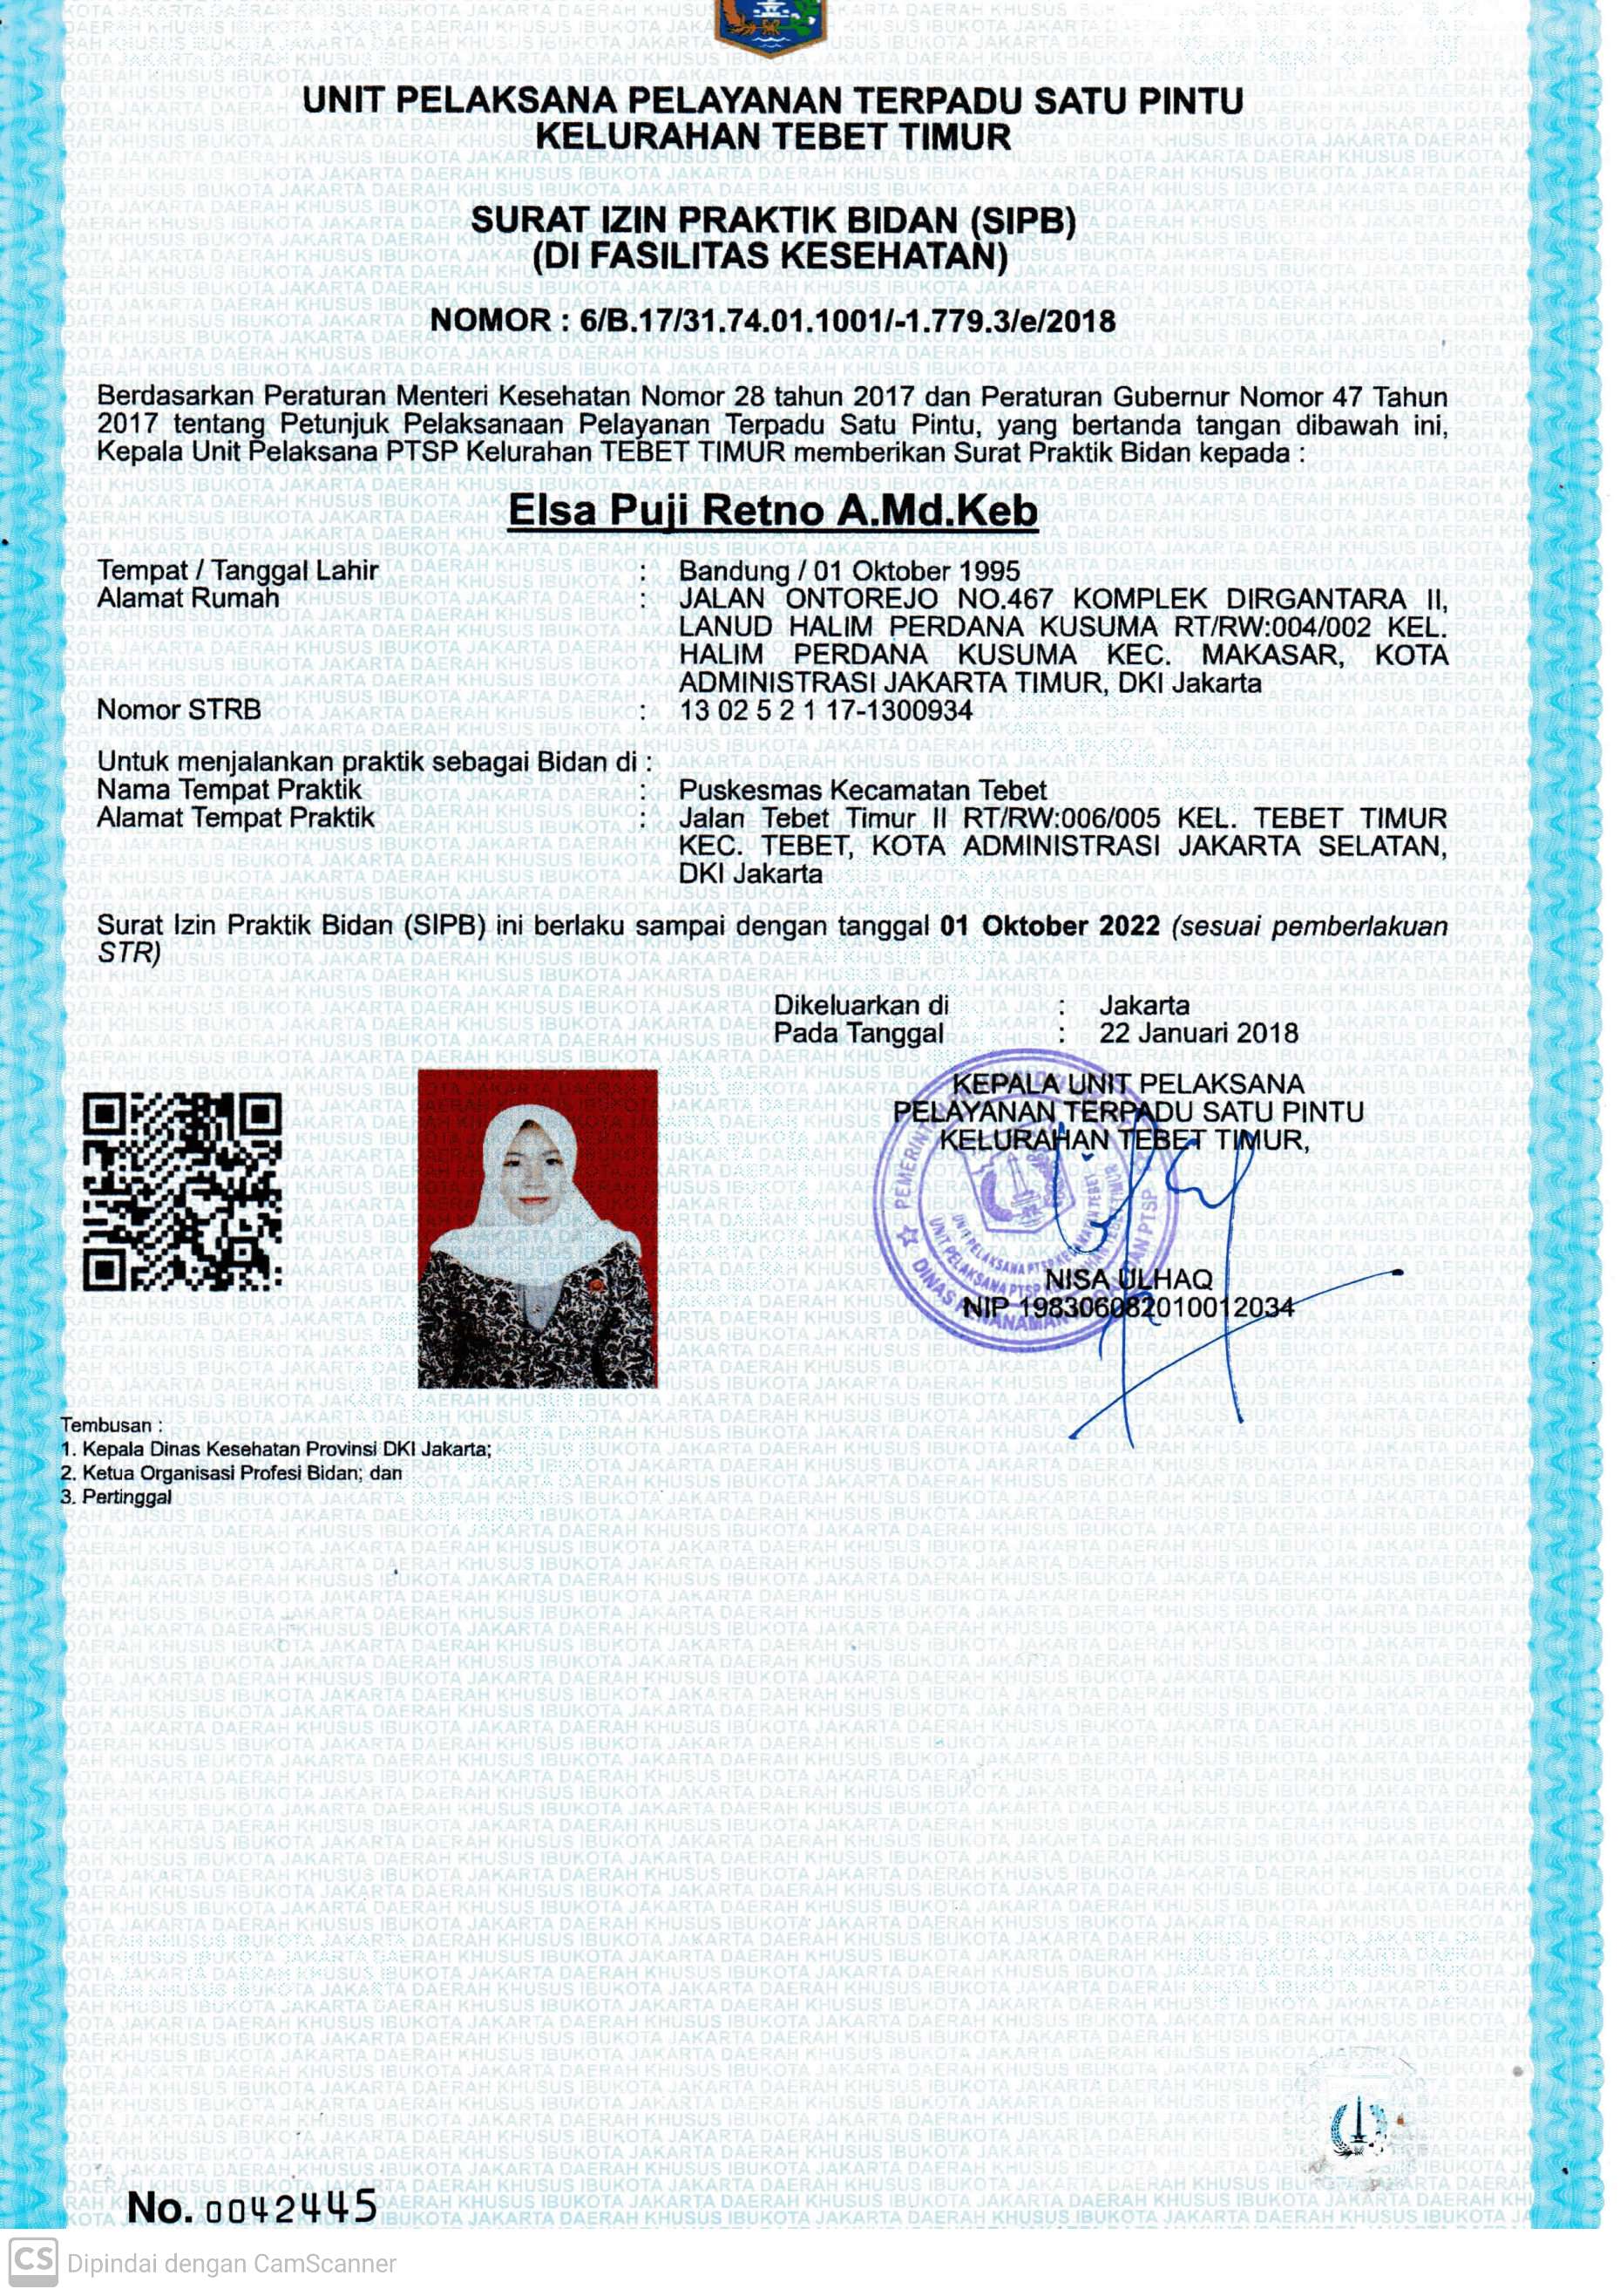 UNIT PELAKSANA PELAYANAN TERPADU SATU PINTU
KELURAHAN TEBET TIMUR
SURAT IZIN PRAKTIK BIDAN (SIPB)
(DI FASILITAS KESEHATAN)
NOMOR : 6/B.17/31.74.01.1001/-1.779.3/e/2018
Berdasarkan Peraturan Menteri Kesehatan Nomor 28 tahun 2017 dan Peraturan Gubernur Nomor 47 Tahun
2017 tentang Petunjuk Pelaksanaan Pelayanan Terpadu Satu Pintu, yang bertanda tangan dibawah ini,
Kepala Unit Pelaksana PTSP Kelurahan TEBET TIMUR memberikan Surat Praktik Bidan kepada :
Elsa Puji Retno A.Md.Keb
Tempat / Tanggal Lahir : Bandung / 01 Oktober 1995
Alamat Rumah : JALAN ONTOREJO NO.467 KOMPLEK DIRGANTARA II,
LANUD HALIM PERDANA KUSUMA RT/RW:004/002 KEL.
HALIM PERDANA KUSUMA KEC. MAKASAR, KOTA
ADMINISTRASI JAKARTA TIMUR, DKI Jakarta
Nomor STRB : 13 02 5 2 1 17-1300934
Untuk menjalankan praktik sebagai Bidan di :
Nama Tempat Praktik : Puskesmas Kecamatan Tebet
Alamat Tempat Praktik : Jalan Tebet Timur II RT/RW:006/005 KEL. TEBET TIMUR
KEC. TEBET, KOTA ADMINISTRASI JAKARTA SELATAN,
DKI Jakarta
Surat Izin Praktik Bidan (SIPB) ini berlaku sampai dengan tanggal 01 Oktober 2022 (sesuai pemberlakuan
STR)
Dikeluarkan di : Jakarta
Pada Tanggal : 22 Januari 2018
KEPALA UNIT PELAKSANA
PELAYANAN TERPADU SATU PINTU
KELURAHAN TEBET TIMUR,
NISA ULHAQ
NIP 198306082010012034
Tembusan :
1. Kepala Dinas Kesehatan Provinsi DKI Jakarta;
2. Ketua Organisasi Profesi Bidan; dan
3. Pertinggal
No. 0042445
CS Dipindai dengan CamScanner